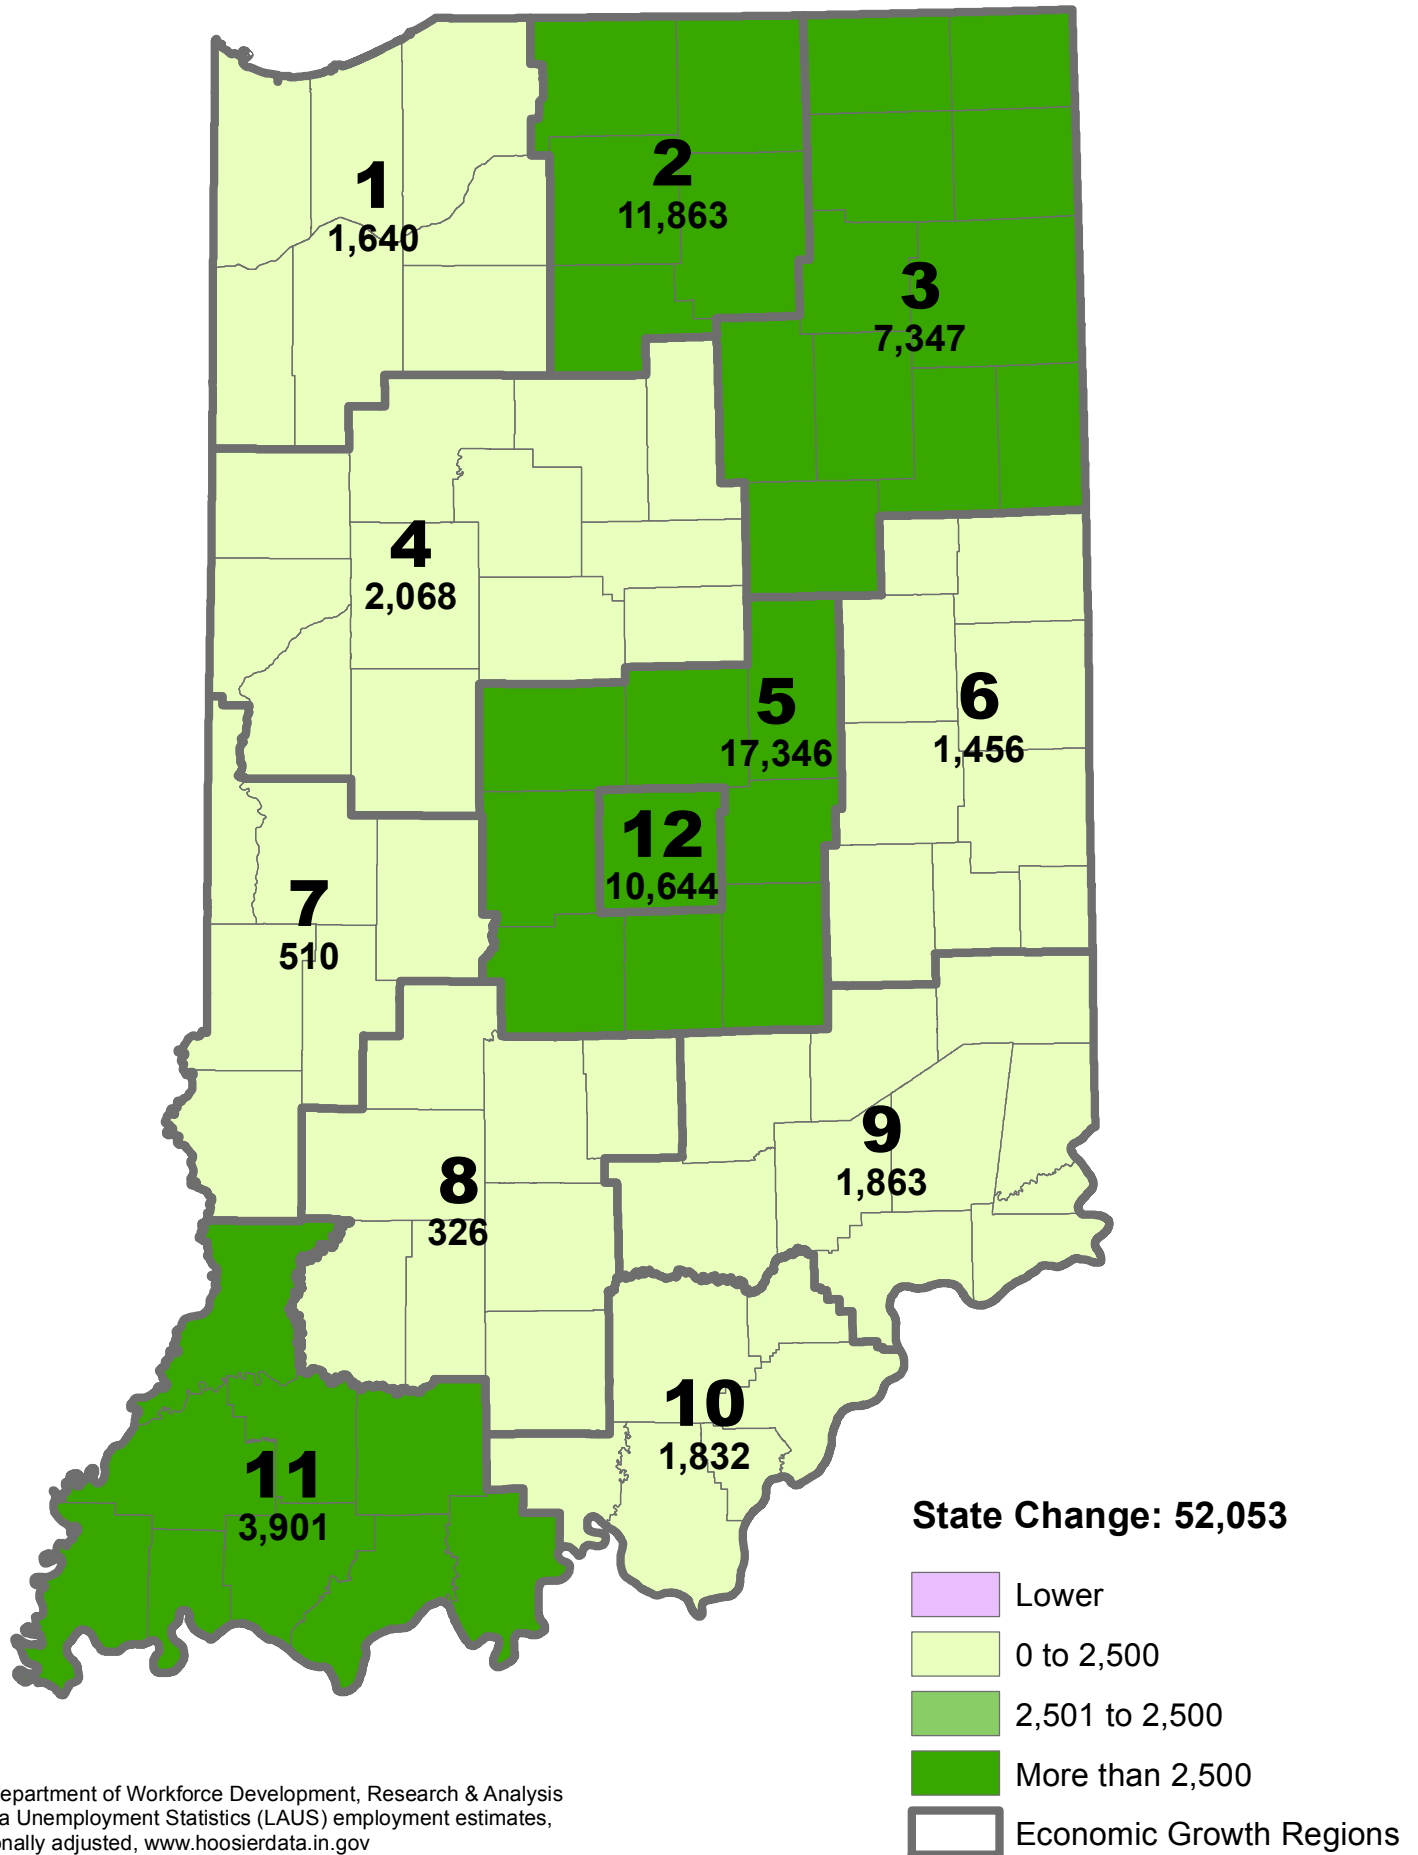 1
1,640
2
11,863
3
7,347
4
2,068
5
17,346
6
1,456
12
10,644
7
510
8
326
9
1,863
10
1,832
11
3,901
State Change: 52,053
Lower
0 to 2,500
2,501 to 2,500
More than 2,500
Economic Growth Regions
epartment of Workforce Development, Research & Analysis
a Unemployment Statistics (LAUS) employment estimates,
onally adjusted, www.hoosierdata.in.gov